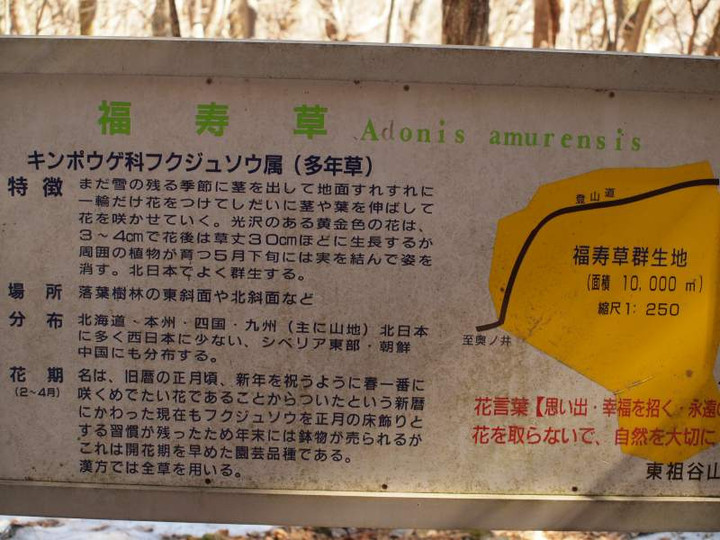 福寿草 Adonis amurensis
キンポウゲ科フクジュソウ属（多年草）
特徴 まだ雪の残る季節に茎を出して地面すれすれに
一輪だけ花をつけてしだいに茎や葉を伸ばして
花を咲かせていく。光沢のある黄金色の花は、
3～4cmで花後は草丈30cmほどに生長するが
周囲の植物が育つ5月下旬には実を結んで姿を
消す。北日本でよく群生する。
場所 落葉樹林の東斜面や北斜面など
分布 北海道・本州・四国・九州（主に山地）北日本
に多く西日本に少ない、シベリア東部・朝鮮
中国にも分布する。
花期 名は、旧暦の正月頃、新年を祝うように春一番に
(2～4月) 咲くめでたい花であることからついたという新暦
にかわった現在もフクジュソウを正月の床飾りと
する習慣が残ったため年末には鉢物が売られるが
これは開花期を早めた園芸品種である。
漢方では全草を用いる。
登山道
福寿草群生地
(面積 10,000 ㎡)
縮尺1：250
至奥ノ井
花言葉【思い出・幸福を招く・永遠の
花を取らないで、自然を大切に
東祖谷山